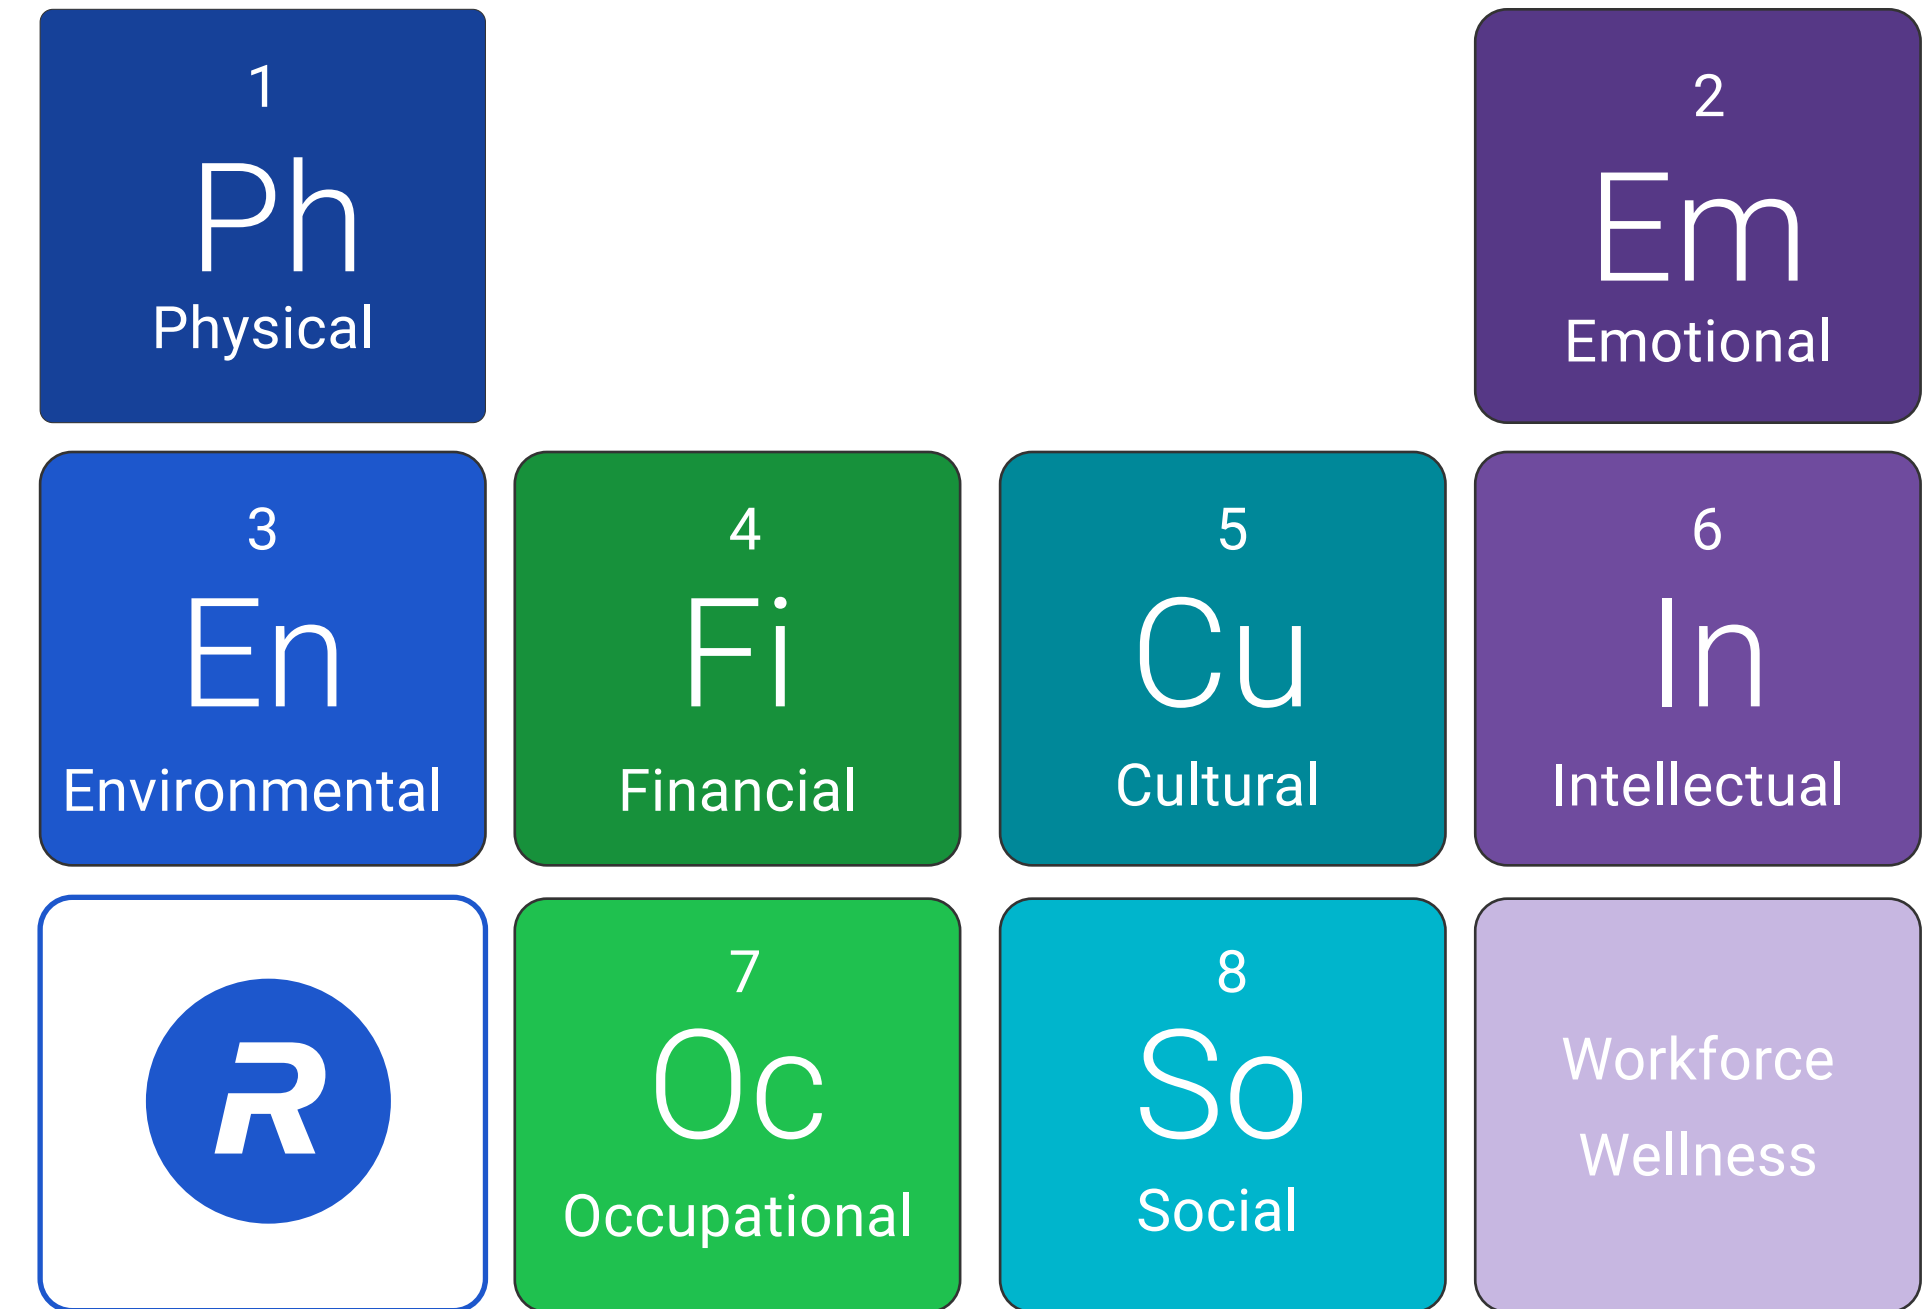 1
Ph
Physical
2
Em
Emotional
3
En
Environmental
4
Fi
Financial
5
Cu
Cultural
6
In
Intellectual
R
7
Oc
Occupational
8
So
Social
Workforce
Wellness